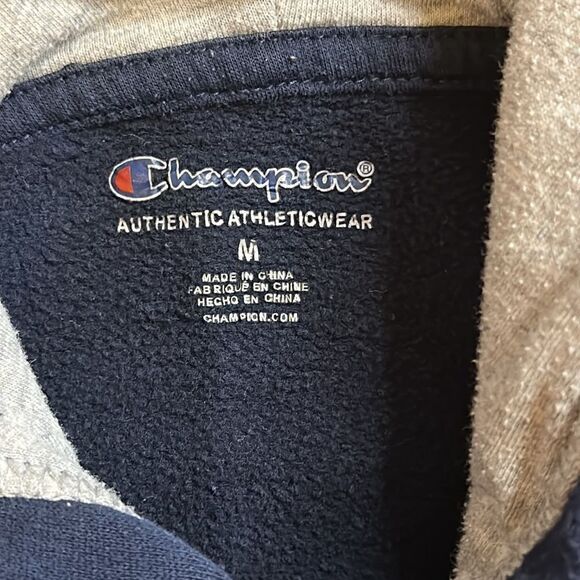 Champion®
AUTHENTIC ATHLETICWEAR
M
MADE IN CHINA
FABRIQUÉ EN CHINE
HECHO EN CHINA
CHAMPION.COM